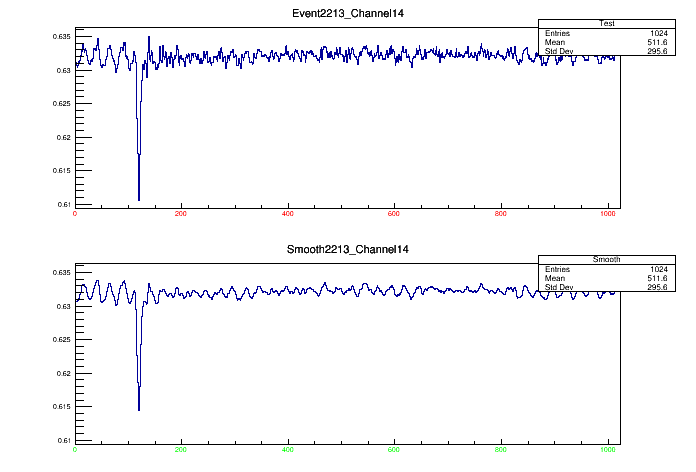 Event2213_Channel14
Test
Entries 1024
Mean 511.6
Std Dev 295.6
0.635
0.63
0.625
0.62
0.615
0.61
0 200 400 600 800 1000
Smooth2213_Channel14
Smooth
Entries 1024
Mean 511.6
Std Dev 295.6
0.635
0.63
0.625
0.62
0.615
0.61
0 200 400 600 800 1000